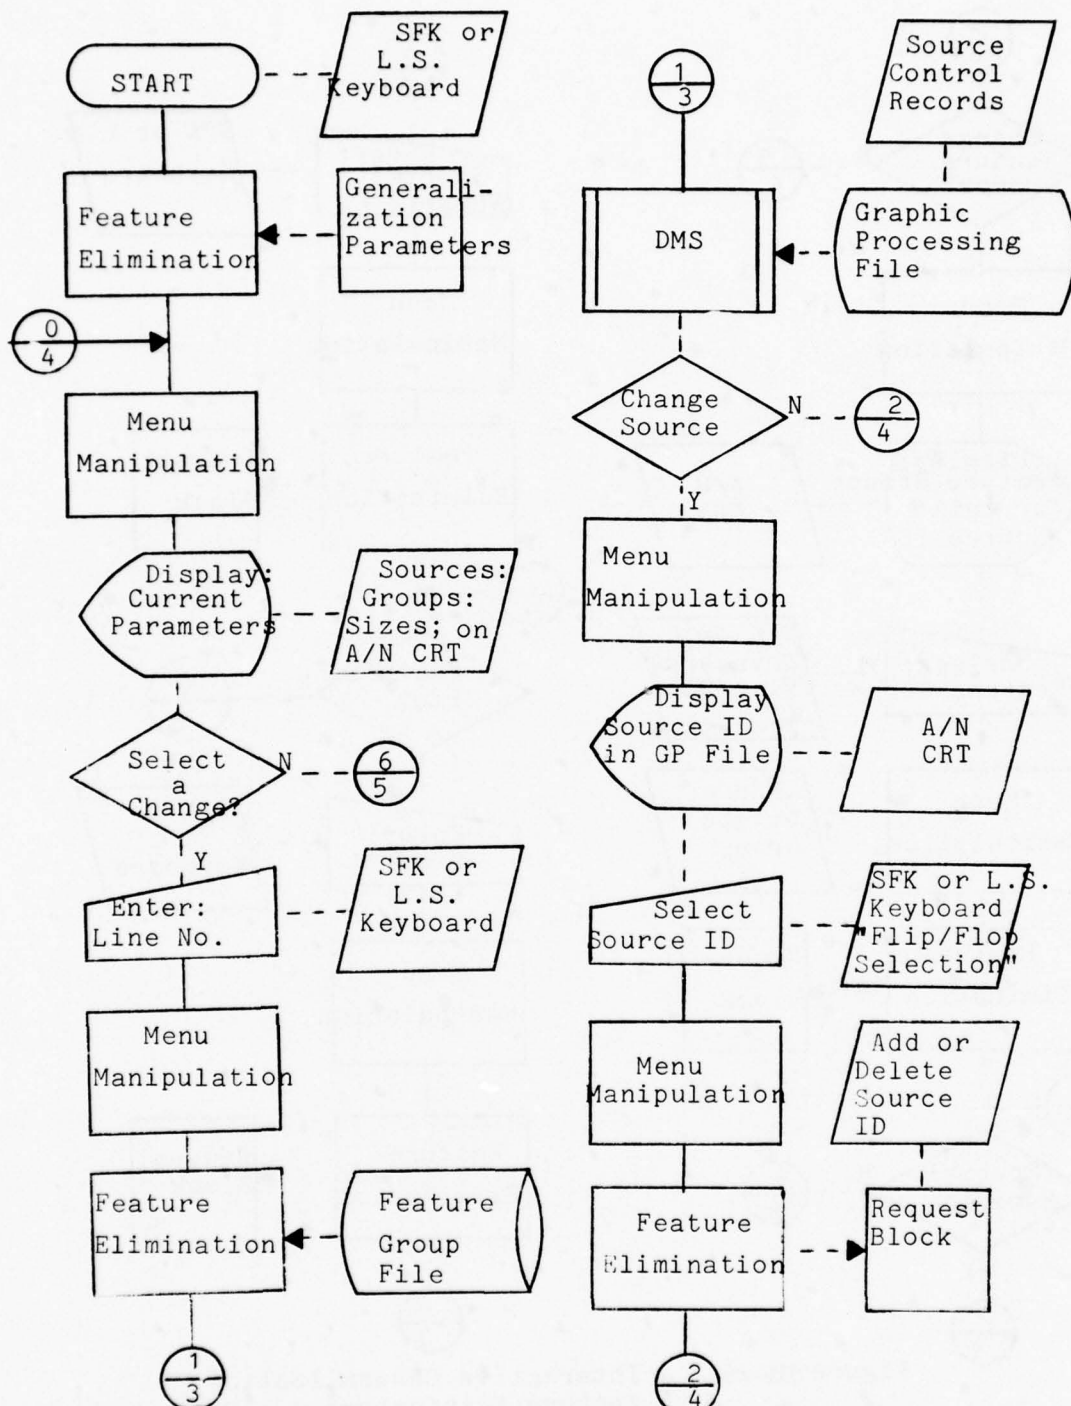 START
SFK or
L.S.
Keyboard
Feature
Elimination
Generali-
zation
Parameters
0
4
Menu
Manipulation
Display:
Current
Parameters
Sources:
Groups:
Sizes; on
A/N CRT
Select
a
Change?
N
6
5
Y
Enter:
Line No.
SFK or
L.S.
Keyboard
Menu
Manipulation
Feature
Elimination
Feature
Group
File
1
3
1
3
Source
Control
Records
DMS
Graphic
Processing
File
Change
Source
N
2
4
Y
Menu
Manipulation
Display
Source ID
in GP File
A/N
CRT
Select
Source ID
SFK or L.S.
Keyboard
"Flip/Flop
Selection"
Menu
Manipulation
Add or
Delete
Source
ID
Feature
Elimination
Request
Block
2
4